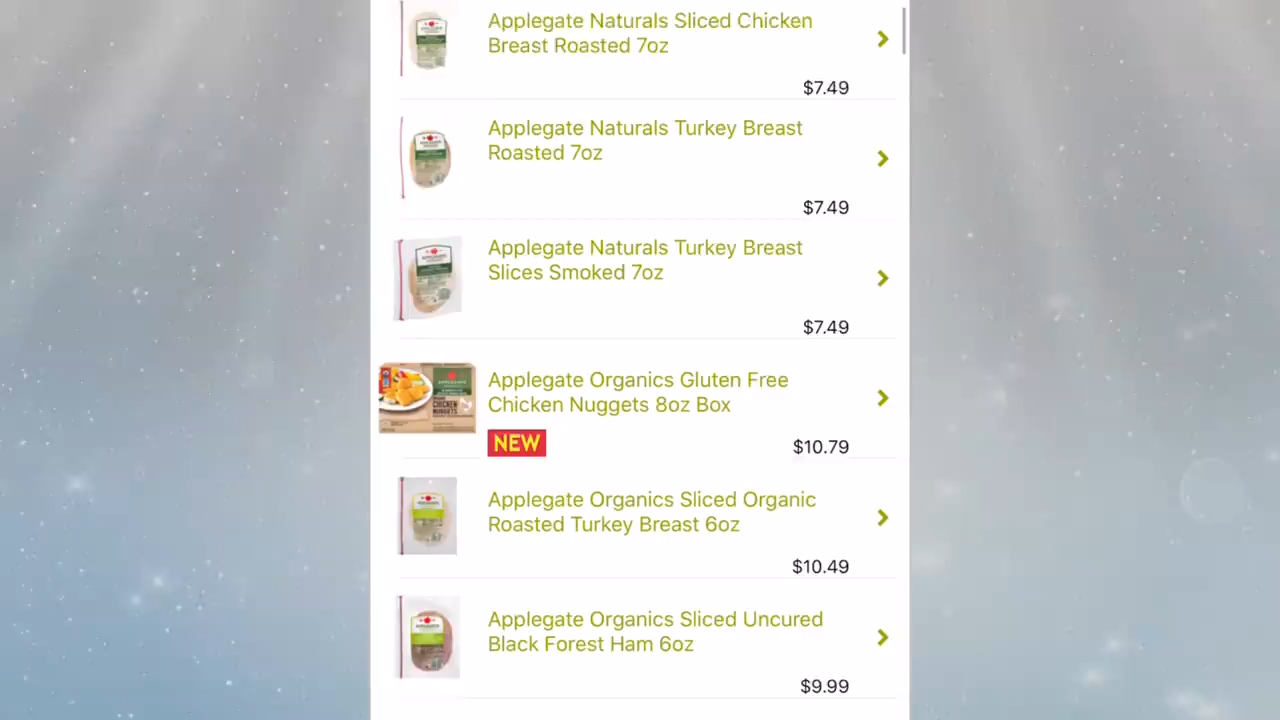 Applegate Naturals Sliced Chicken
Breast Roasted 7oz
$7.49
Applegate Naturals Turkey Breast
Roasted 7oz
$7.49
Applegate Naturals Turkey Breast
Slices Smoked 7oz
$7.49
Applegate Organics Gluten Free
Chicken Nuggets 8oz Box
NEW
$10.79
Applegate Organics Sliced Organic
Roasted Turkey Breast 6oz
$10.49
Applegate Organics Sliced Uncured
Black Forest Ham 6oz
$9.99